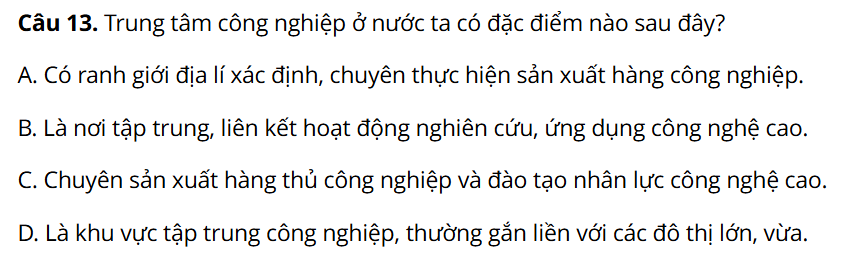 Câu 13. Trung tâm công nghiệp ở nước ta có đặc điểm nào sau đây?
A. Có ranh giới địa lí xác định, chuyên thực hiện sản xuất hàng công nghiệp.
B. Là nơi tập trung, liên kết hoạt động nghiên cứu, ứng dụng công nghệ cao.
C. Chuyên sản xuất hàng thủ công nghiệp và đào tạo nhân lực công nghệ cao.
D. Là khu vực tập trung công nghiệp, thường gắn liền với các đô thị lớn, vừa.